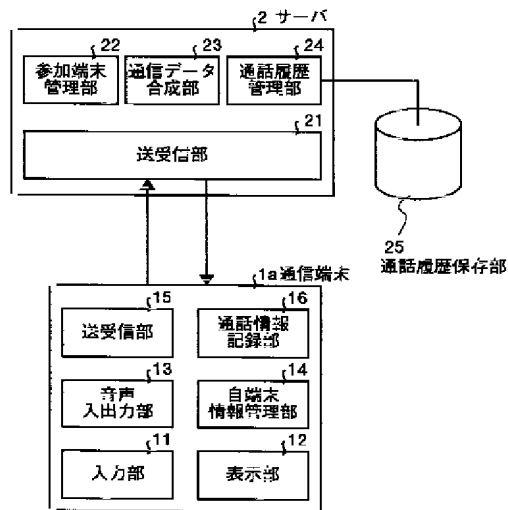 2 サーバ
22
23
24
参加端末
管理部
通信データ
合成部
通話履歴
管理部
21
送受信部
25
通話履歴保存部
1a通信端末
15
16
送受信部
通話情報
記録部
13
14
音声
入出力部
自端末
情報管理部
11
12
入力部
表示部